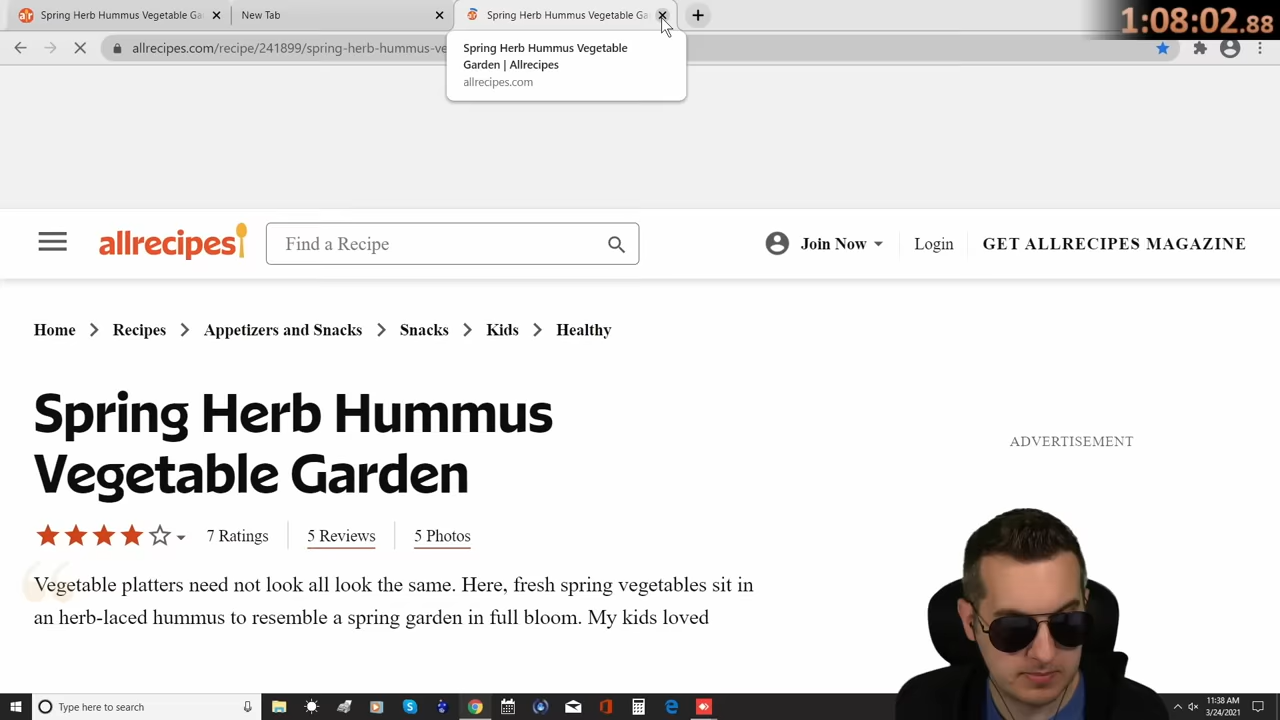 Spring Herb Hummus Vegetable Ga
New Tab
Spring Herb Hummus Vegetable Ga
1:08:02.88
allrecipes.com/recipe/241899/spring-herb-hummus-ve
Spring Herb Hummus Vegetable
Garden | Allrecipes
allrecipes.com
allrecipes
Find a Recipe
Join Now
Login
GET ALLRECIPES MAGAZINE
Home
Recipes
Appetizers and Snacks
Snacks
Kids
Healthy
Spring Herb Hummus
Vegetable Garden
ADVERTISEMENT
7 Ratings
5 Reviews
5 Photos
Vegetable platters need not look all look the same. Here, fresh spring vegetables sit in
an herb-laced hummus to resemble a spring garden in full bloom. My kids loved
Type here to search
11:38 AM
3/24/2021